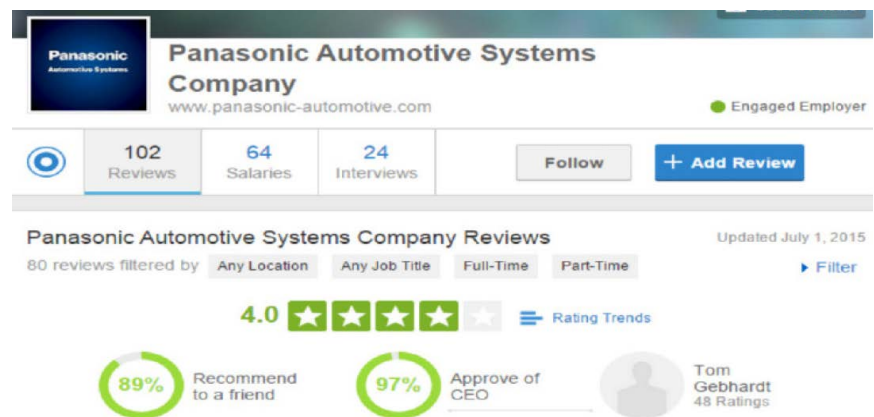 Panasonic
Automotive Systems
Panasonic Automotive Systems
Company
www.panasonic-automotive.com
Engaged Employer
102
Reviews
64
Salaries
24
Interviews
Follow
+ Add Review
Panasonic Automotive Systems Company Reviews
Updated July 1, 2015
80 reviews filtered by Any Location Any Job Title Full-Time Part-Time
Filter
4.0
Rating Trends
89%
Recommend
to a friend
97%
Approve of
CEO
Tom
Gebhardt
48 Ratings